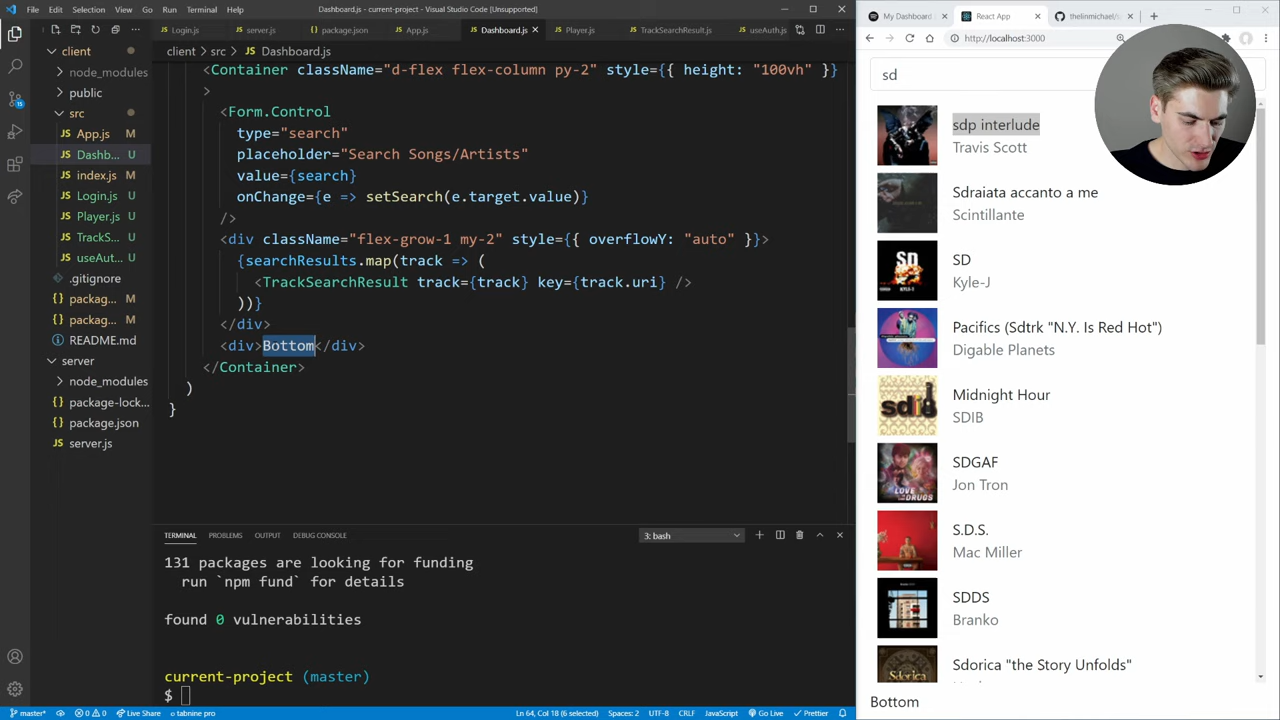 File Edit Selection View Go Run Terminal Help
Dashboard.js - current-project - Visual Studio Code [Unsupported]
Login.js server.js package.json App.js Dashboard.js Player.js TrackSearchResult.js useAuth.js
client > src > Dashboard.js
client
node_modules
public
src
App.js M
Dashb... U
index.js M
Login.js U
Player.js U
TrackS... U
useAut... U
.gitignore
packag... M
packag... M
README.md
server
node_modules
package-lock...
package.json
server.js
15
<Container className="d-flex flex-column py-2" style={{ height: "100vh" }}
>
<Form.Control
type="search"
placeholder="Search Songs/Artists"
value={search}
onChange={e => setSearch(e.target.value)}
/>
<div className="flex-grow-1 my-2" style={{ overflowY: "auto" }}>
{searchResults.map(track => (
<TrackSearchResult track={track} key={track.uri} />
))}
</div>
<div>Bottom</div>
</Container>
)
}
TERMINAL PROBLEMS OUTPUT DEBUG CONSOLE 3: bash
131 packages are looking for funding
run `npm fund` for details
found 0 vulnerabilities
current-project (master)
$
master* 0 0 Live Share tabnine pro Ln 64, Col 18 (6 selected) Spaces: 2 UTF-8 CRLF JavaScript Go Live Prettier
My Dashboard React App thelinmichael/s
http://localhost:3000
sd
sdp interlude
Travis Scott
Sdraiata accanto a me
Scintillante
SD
Kyle-J
Pacifics (Sdtrk "N.Y. Is Red Hot")
Digable Planets
Midnight Hour
SDIB
SDGAF
Jon Tron
S.D.S.
Mac Miller
SDDS
Branko
Sdorica "the Story Unfolds"
Bottom